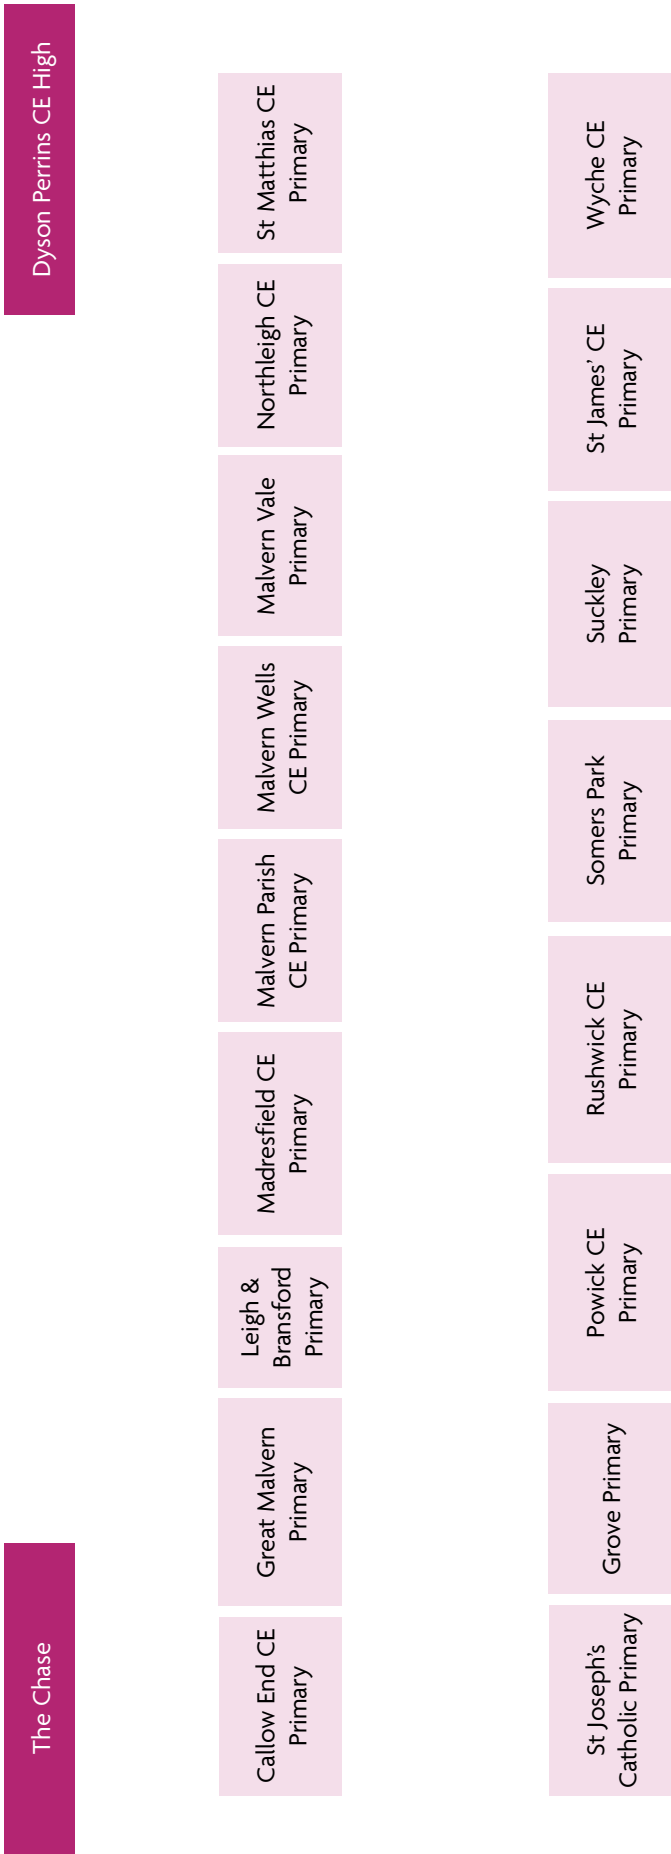 The Chase
Dyson Perrins CE High
Callow End CE
Primary
Great Malvern
Primary
Leigh &
Bransford
Primary
Madresfield CE
Primary
Malvern Parish
CE Primary
Malvern Wells
CE Primary
Malvern Vale
Primary
Northleigh CE
Primary
St Matthias CE
Primary
St Joseph's
Catholic Primary
Grove Primary
Powick CE
Primary
Rushwick CE
Primary
Somers Park
Primary
Suckley
Primary
St James’ CE
Primary
Wyche CE
Primary